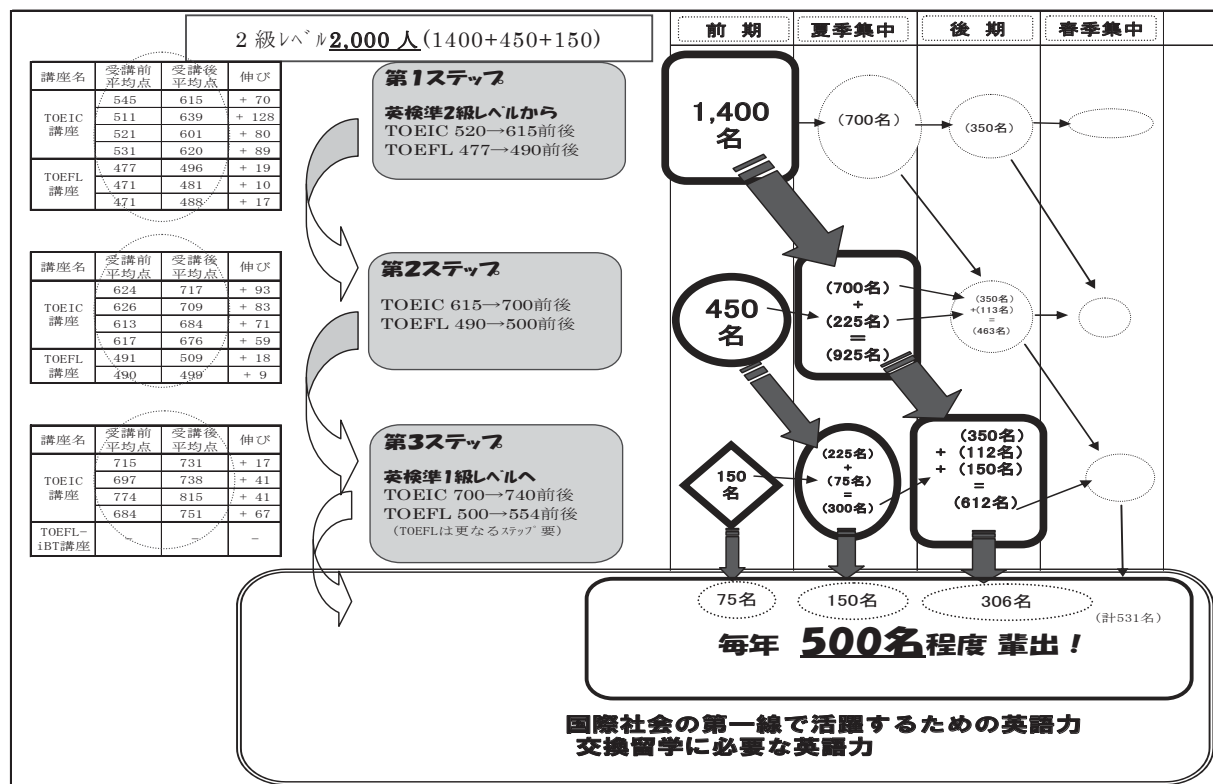 2級レベル2,000人(1400+450+150)
前 期 夏季集中 後 期 春季集中
講座名 受講前平均点 受講後平均点 伸び
TOEIC講座 545 615 + 70
511 639 + 128
521 601 + 80
531 620 + 89
TOEFL講座 477 496 + 19
471 481 + 10
471 488 + 17
第1ステップ
英検準2級レベルから
TOEIC 520→615前後
TOEFL 477→490前後
1,400名
(700名)
(350名)
講座名 受講前平均点 受講後平均点 伸び
TOEIC講座 624 717 + 93
626 709 + 83
613 684 + 71
617 676 + 59
TOEFL講座 491 509 + 18
490 499 + 9
第2ステップ
TOEIC 615→700前後
TOEFL 490→500前後
450名
(700名)
+
(225名)
=
(925名)
(350名)
+(113名)
=
(463名)
講座名 受講前平均点 受講後平均点 伸び
TOEIC講座 715 731 + 17
697 738 + 41
774 815 + 41
684 751 + 67
TOEFL-iBT講座 − − −
第3ステップ
英検準1級レベルへ
TOEIC 700→740前後
TOEFL 500→554前後
(TOEFLは更なるステップ要)
150名
(225名)
+
(75名)
=
(300名)
(350名)
+ (112名)
+ (150名)
=
(612名)
75名 150名 306名
(計531名)
毎年 500名程度 輩出!
国際社会の第一線で活躍するための英語力
交換留学に必要な英語力